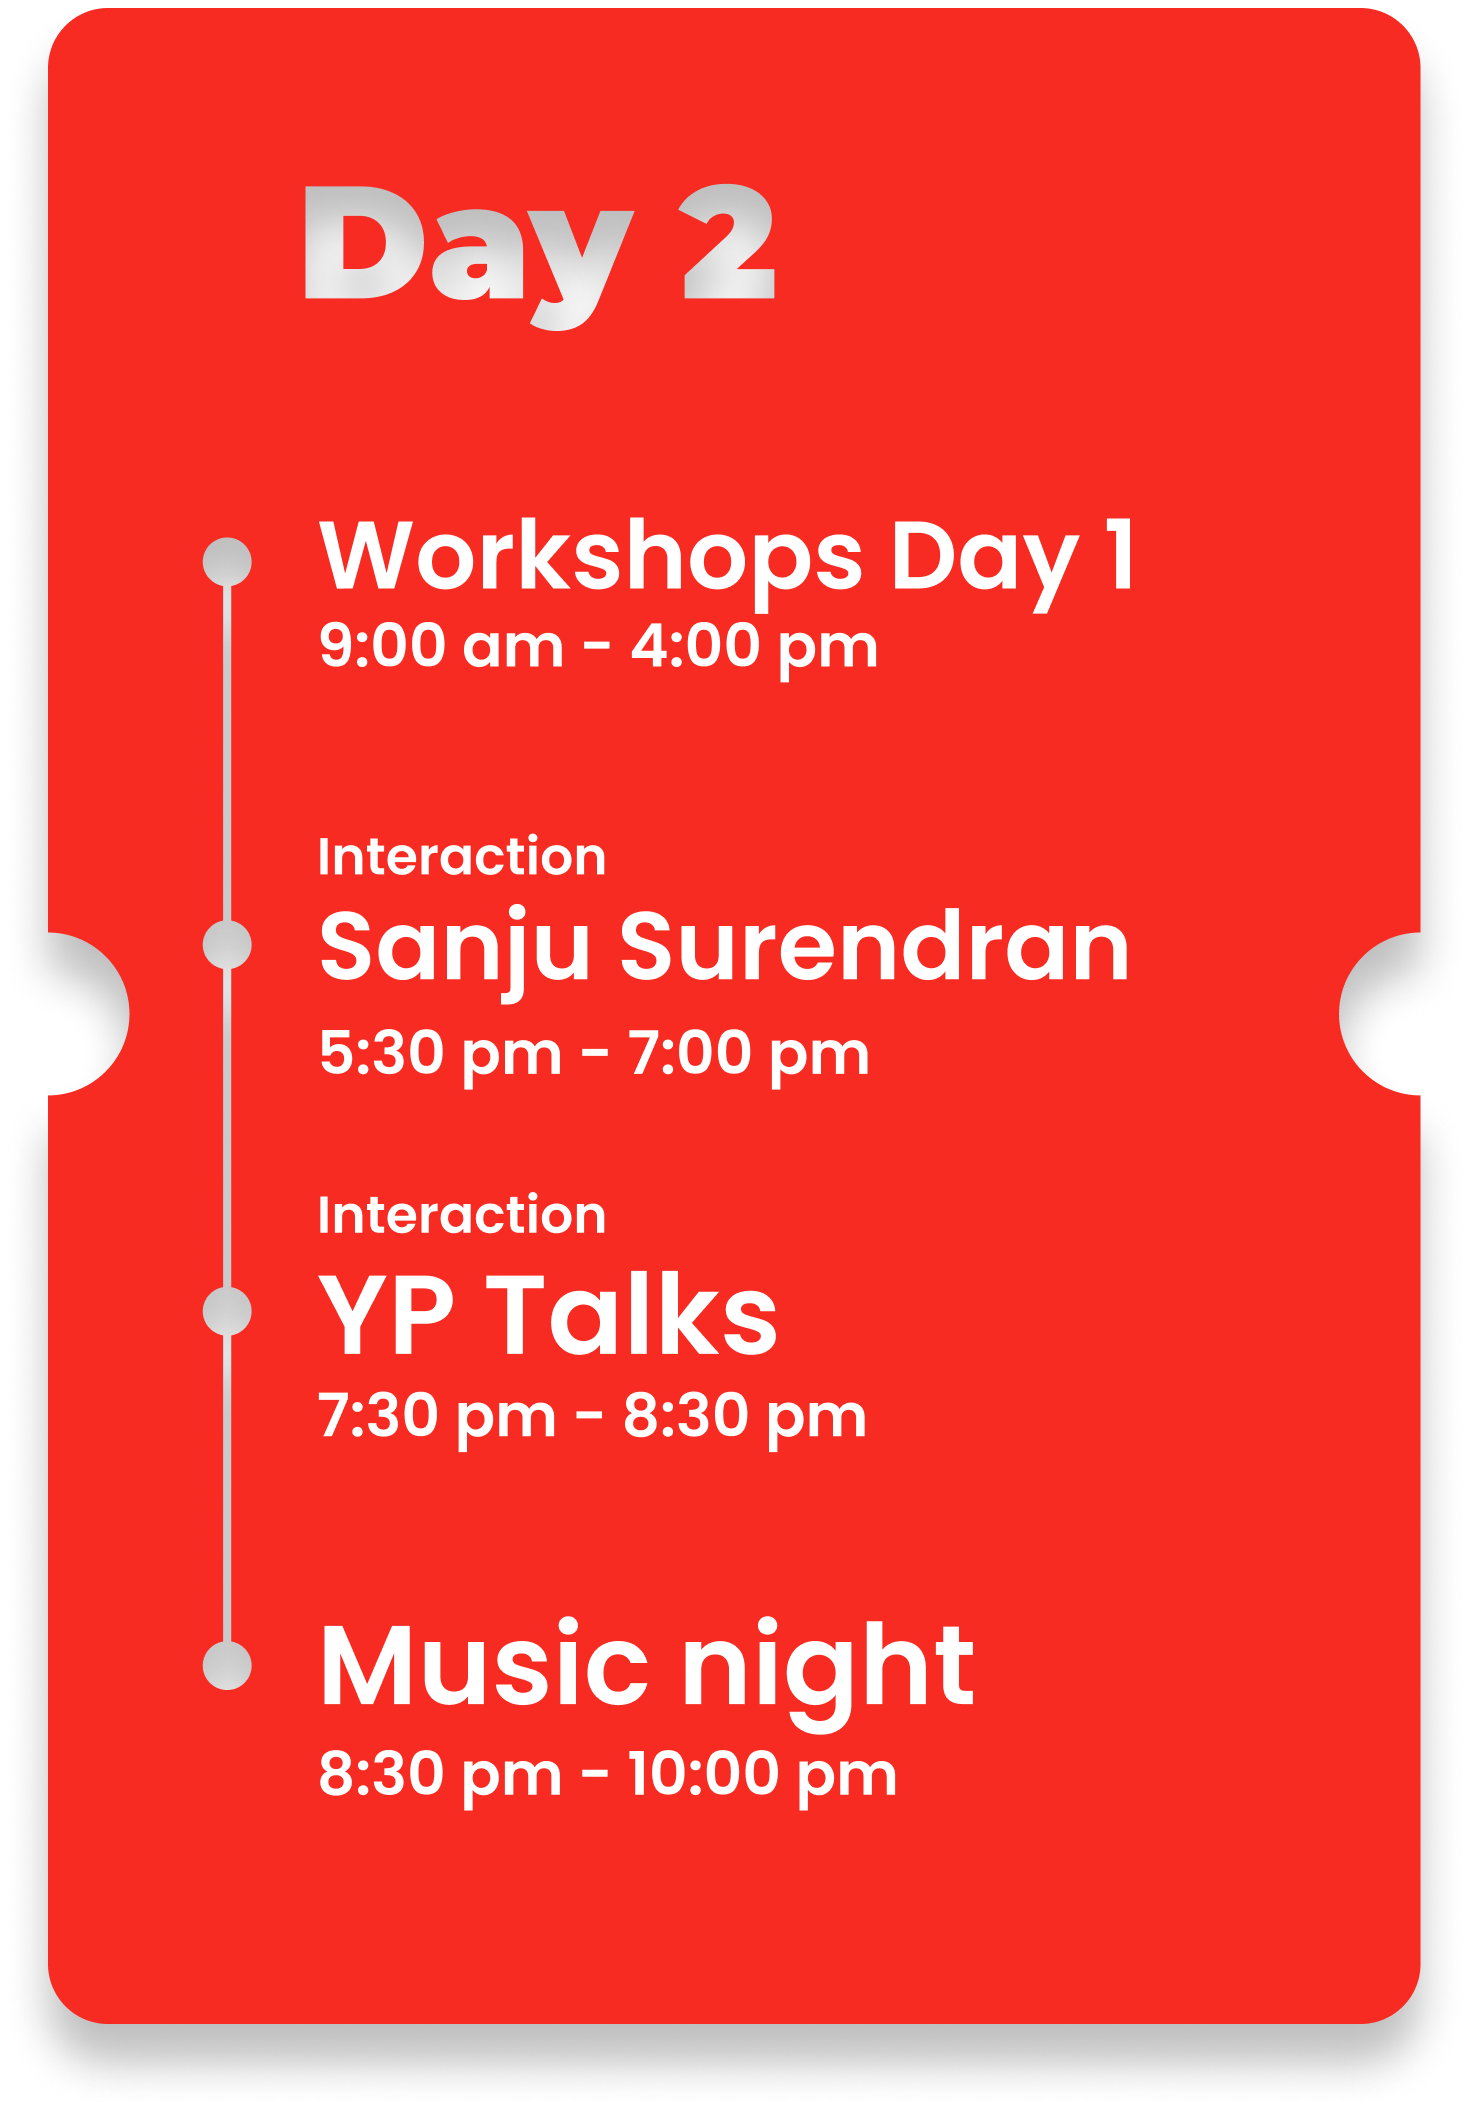 Day 2
Workshops Day 1
9:00 am - 4:00 pm
Interaction
Sanju Surendran
5:30 pm - 7:00 pm
Interaction
YP Talks
7:30 pm - 8:30 pm
Music night
8:30 pm - 10:00 pm